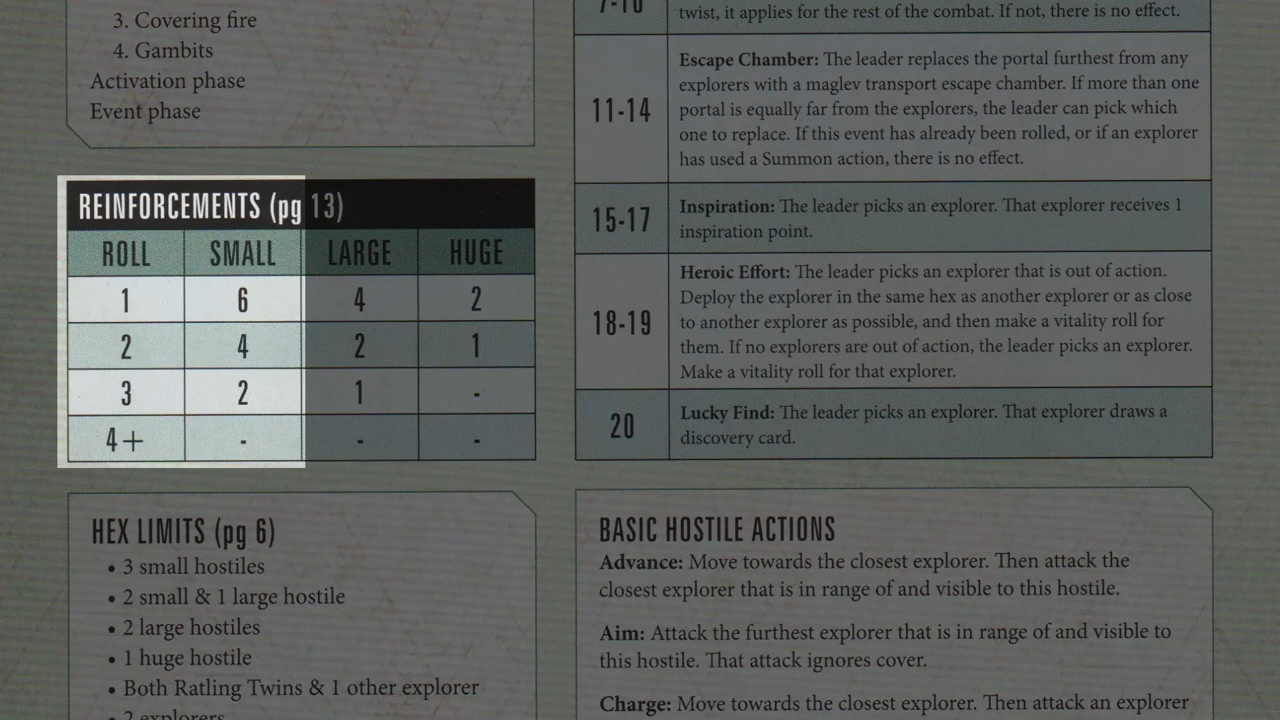 3. Covering fire
4. Gambits
Activation phase
Event phase
REINFORCEMENTS (pg 13)
ROLL SMALL LARGE HUGE
1 6 4 2
2 4 2 1
3 2 1 -
4+ - - -
HEX LIMITS (pg 6)
• 3 small hostiles
• 2 small & 1 large hostile
• 2 large hostiles
• 1 huge hostile
• Both Ratling Twins & 1 other explorer
• 2 explorers
7-10
twist, it applies for the rest of the combat. If not, there is no effect.
11-14
Escape Chamber: The leader replaces the portal furthest from any
explorers with a maglev transport escape chamber. If more than one
portal is equally far from the explorers, the leader can pick which
one to replace. If this event has already been rolled, or if an explorer
has used a Summon action, there is no effect.
15-17
Inspiration: The leader picks an explorer. That explorer receives 1
inspiration point.
18-19
Heroic Effort: The leader picks an explorer that is out of action.
Deploy the explorer in the same hex as another explorer or as close
to another explorer as possible, and then make a vitality roll for
them. If no explorers are out of action, the leader picks an explorer.
Make a vitality roll for that explorer.
20
Lucky Find: The leader picks an explorer. That explorer draws a
discovery card.
BASIC HOSTILE ACTIONS
Advance: Move towards the closest explorer. Then attack the
closest explorer that is in range of and visible to this hostile.
Aim: Attack the furthest explorer that is in range of and visible to
this hostile. That attack ignores cover.
Charge: Move towards the closest explorer. Then attack an explorer